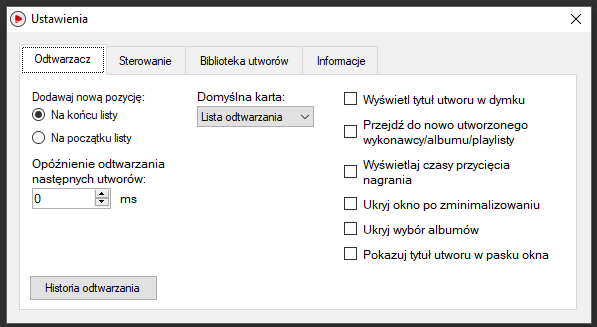 Ustawienia
Odtwarzacz
Sterowanie
Biblioteka utworów
Informacje
Dodawaj nową pozycję:
Na końcu listy
Na początku listy
Opóźnienie odtwarzania
następnych utworów:
0
ms
Domyślna karta:
Lista odtwarzania
Wyświetl tytuł utworu w dymku
Przejdź do nowo utworzonego
wykonawcy/albumu/playlisty
Wyświetlaj czasy przycięcia
nagrania
Ukryj okno po zminimalizowaniu
Ukryj wybór albumów
Pokazuj tytuł utworu w pasku okna
Historia odtwarzania